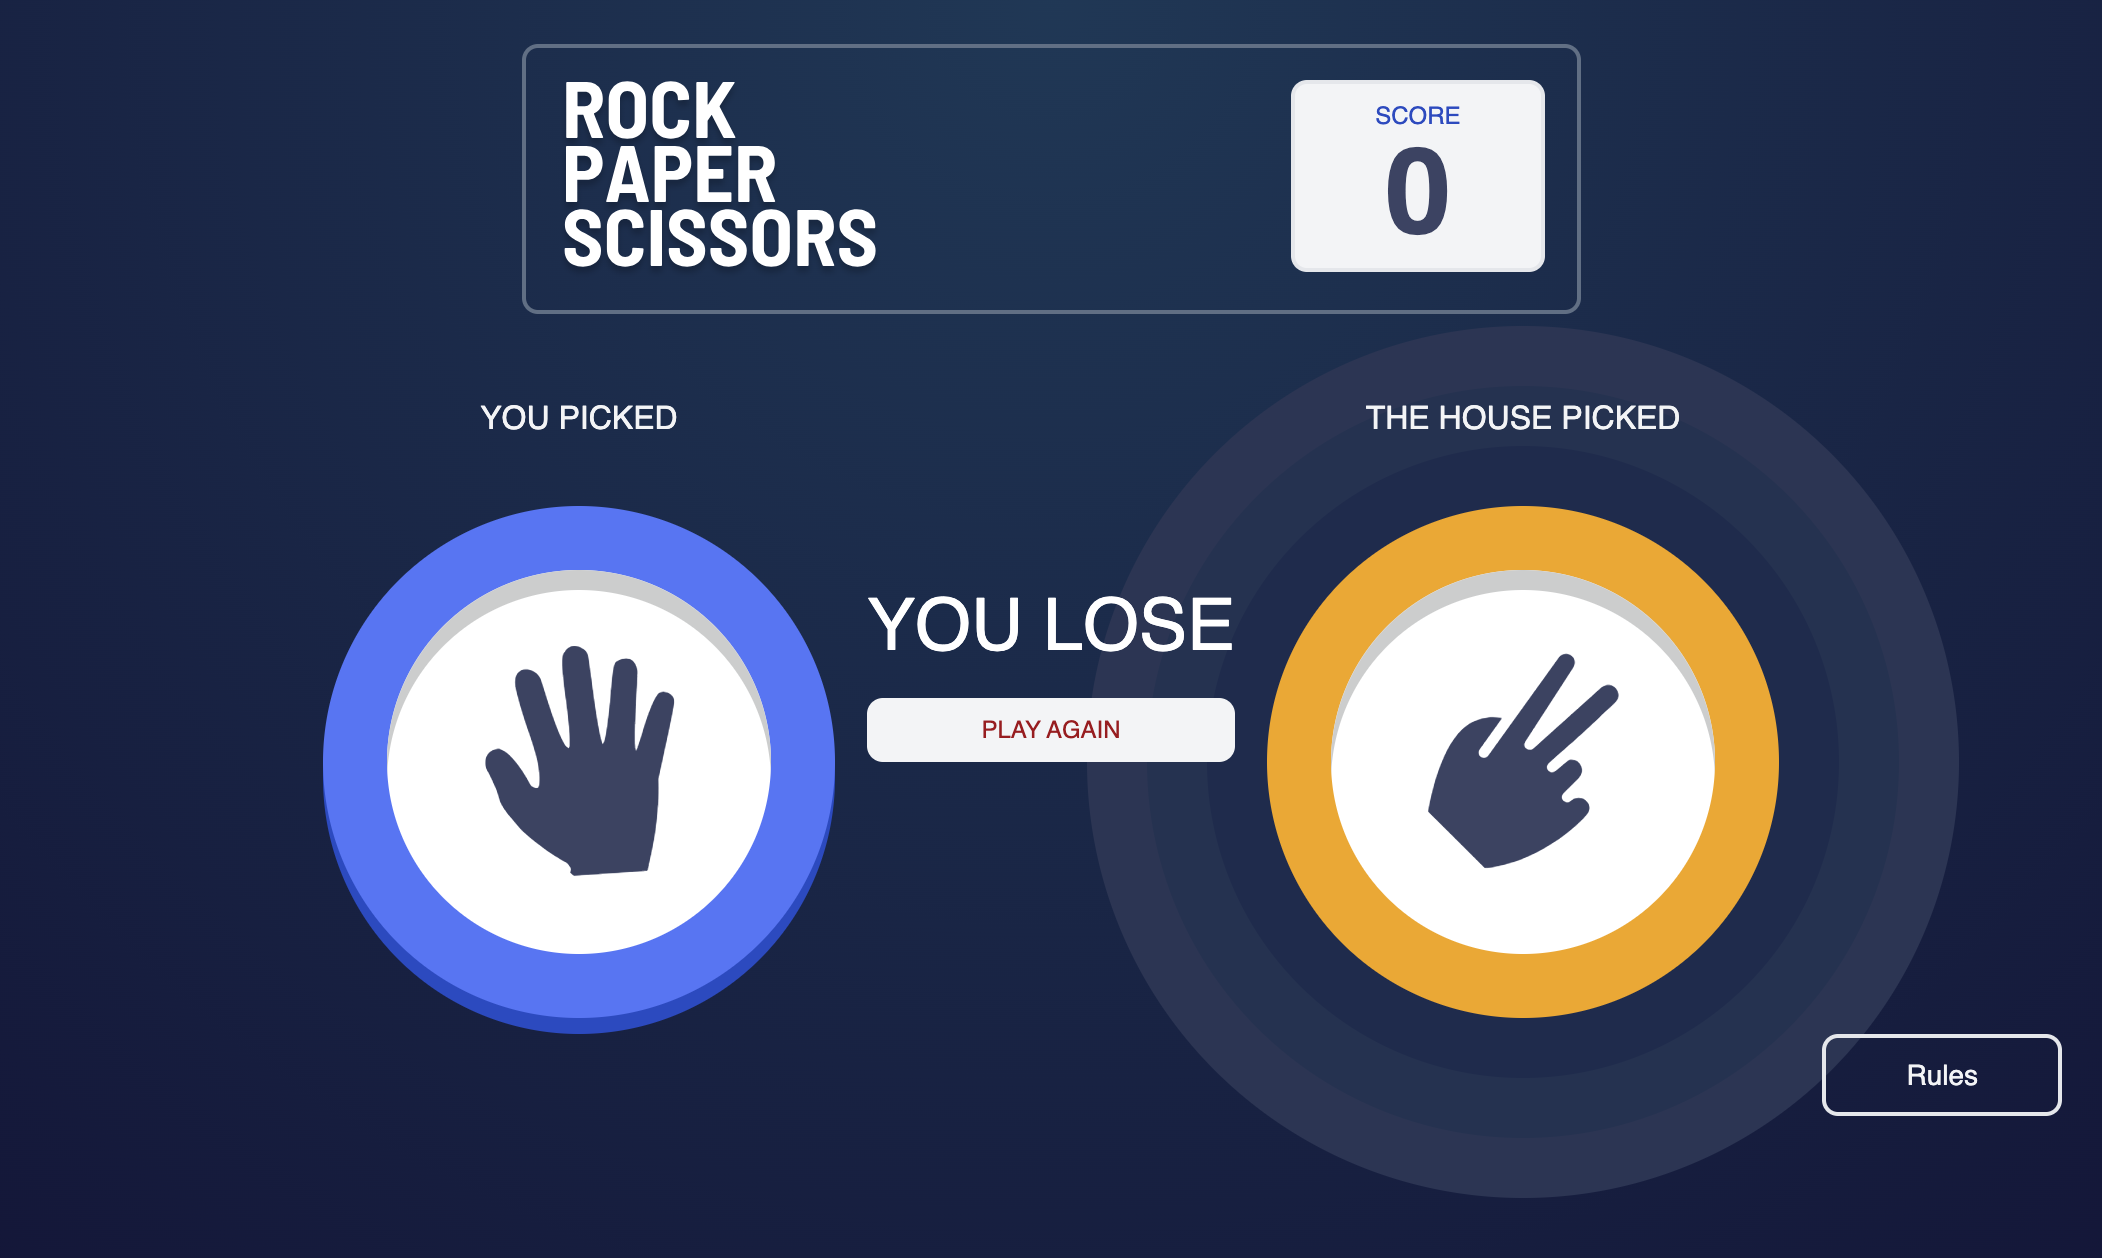 ROCK
PAPER
SCISSORS
SCORE
0
YOU PICKED
THE HOUSE PICKED
YOU LOSE
PLAY AGAIN
Rules